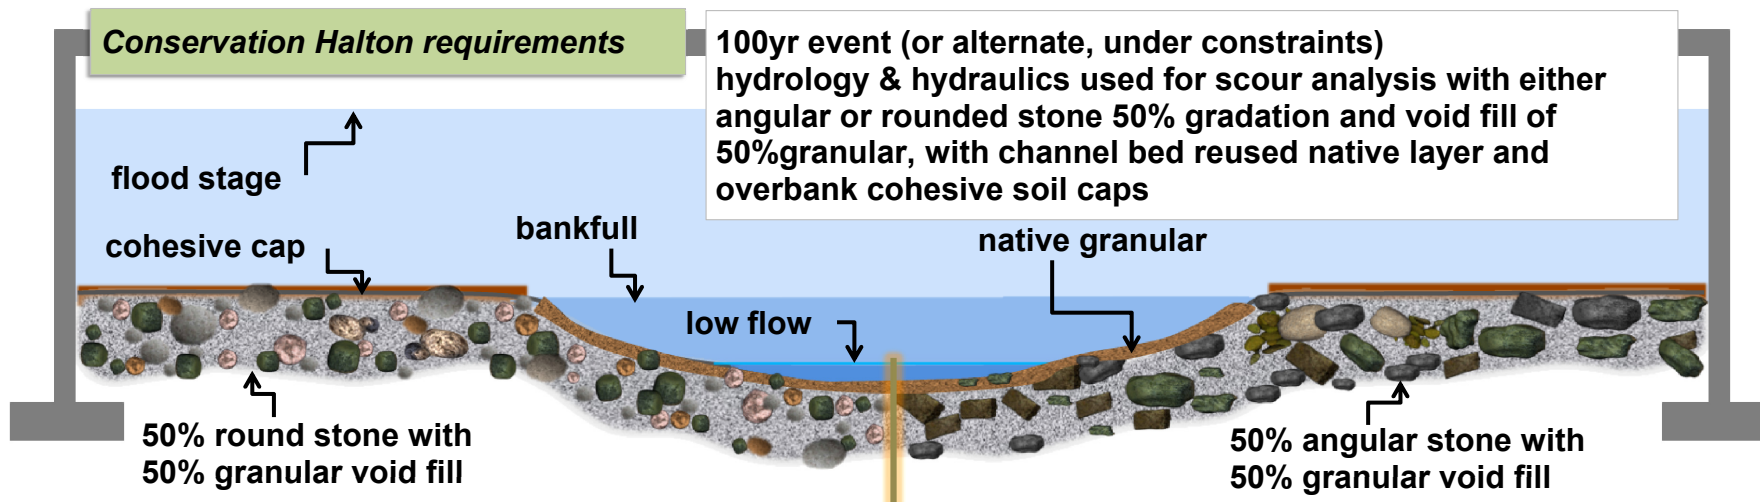 Conservation Halton requirements
100yr event (or alternate, under constraints)
hydrology & hydraulics used for scour analysis with either
angular or rounded stone 50% gradation and void fill of
50%granular, with channel bed reused native layer and
overbank cohesive soil caps
flood stage
cohesive cap
bankfull
native granular
low flow
50% round stone with
50% granular void fill
50% angular stone with
50% granular void fill